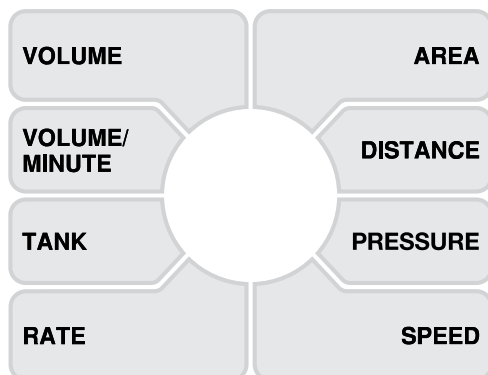 VOLUME
AREA
VOLUME/
MINUTE
DISTANCE
TANK
PRESSURE
RATE
SPEED